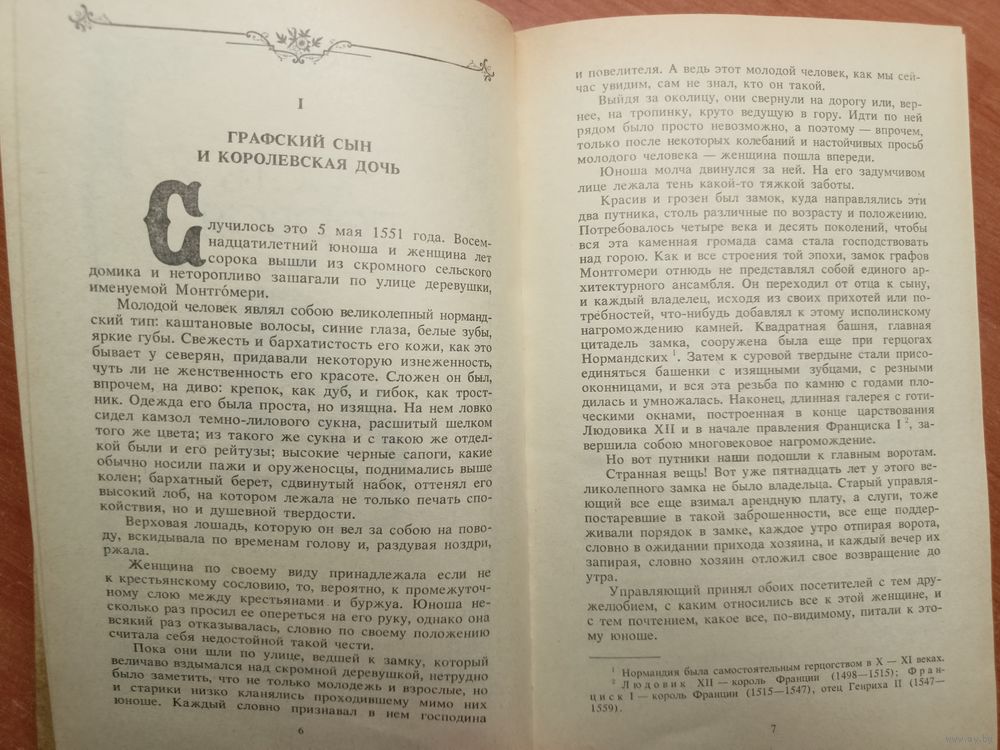 I
ГРАФСКИЙ СЫН
И КОРОЛЕВСКАЯ ДОЧЬ
Случилось это 5 мая 1551 года. Восем-
надцатилетний юноша и женщина лет
сорока вышли из скромного сельского
домика и неторопливо зашагали по улице деревушки,
именуемой Монтго́мери.
Молодой человек являл собою великолепный норманд-
ский тип: каштановые волосы, синие глаза, белые зубы,
яркие губы. Свежесть и бархатистость его кожи, как это
бывает у северян, придавали некоторую изнеженность,
чуть ли не женственность его красоте. Сложен он был,
впрочем, на диво: крепок, как дуб, и гибок, как трост-
ник. Одежда его была проста, но изящна. На нем ловко
сидел камзол темно-лилового сукна, расшитый шелком
того же цвета; из такого же сукна и с такою же отдел-
кой были и его рейтузы; высокие черные сапоги, какие
обычно носили пажи и оруженосцы, поднимались выше
колен; бархатный берет, сдвинутый набок, оттенял его
высокий лоб, на котором лежала не только печать спо-
койствия, но и душевной твердости.
Верховая лошадь, которую он вел за собою на пово-
ду, вскидывала по временам голову и, раздувая ноздри,
ржала.
Женщина по своему виду принадлежала если не
к крестьянскому сословию, то, вероятно, к промежуточ-
ному слою между крестьянами и буржуа. Юноша не-
сколько раз просил ее опереться на его руку, однако она
всякий раз отказывалась, словно по своему положению
считала себя недостойной такой чести.
Пока они шли по улице, ведшей к замку, который
величаво вздымался над скромной деревушкой, нетрудно
было заметить, что не только молодежь и взрослые, но
и старики низко кланялись проходившему мимо них
юноше. Каждый словно признавал в нем господина
6
и повелителя. А ведь этот молодой человек, как мы сей-
час увидим, сам не знал, кто он такой.
Выйдя за околицу, они свернули на дорогу или, вер-
нее, на тропинку, круто ведущую в гору. Идти по ней
рядом было просто невозможно, а поэтому — впрочем,
только после некоторых колебаний и настойчивых просьб
молодого человека — женщина пошла впереди.
Юноша молча двинулся за ней. На его задумчивом
лице лежала тень какой-то тяжкой заботы.
Красив и грозен был замок, куда направлялись эти
два путника, столь различные по возрасту и положению.
Потребовалось четыре века и десять поколений, чтобы
вся эта каменная громада сама стала господствовать
над горою. Как и все строения той эпохи, замок графов
Монтгомери отнюдь не представлял собой единого ар-
хитектурного ансамбля. Он переходил от отца к сыну,
и каждый владелец, исходя из своих прихотей или по-
требностей, что-нибудь добавлял к этому исполинскому
нагромождению камней. Квадратная башня, главная
цитадель замка, сооружена была еще при герцогах
Нормандских ¹. Затем к суровой твердыне стали присо-
единяться башенки с изящными зубцами, с резными
оконницами, и вся эта резьба по камню с годами пло-
дилась и умножалась. Наконец, длинная галерея с готи-
ческими окнами, построенная в конце царствования
Людовика XII и в начале правления Франциска I ², за-
вершила собою многовековое нагромождение.
Но вот путники наши подошли к главным воротам.
Странная вещь! Вот уже пятнадцать лет у этого ве-
ликолепного замка не было владельца. Старый управля-
ющий все еще взимал арендную плату, а слуги, тоже
постаревшие в такой заброшенности, все еще поддер-
живали порядок в замке, каждое утро отпирая ворота,
словно в ожидании прихода хозяина, и каждый вечер их
запирая, словно хозяин отложил свое возвращение до
утра.
Управляющий принял обоих посетителей с тем дру-
желюбием, с каким относились все к этой женщине, и
с тем почтением, какое все, по-видимому, питали к это-
му юноше.
¹ Нормандия была самостоятельным герцогством в X — XI веках.
² Людовик XII — король Франции (1498—1515); Фран-
циск I — король Франции (1515—1547), отец Генриха II (1547—
1559).
7
www.av.by